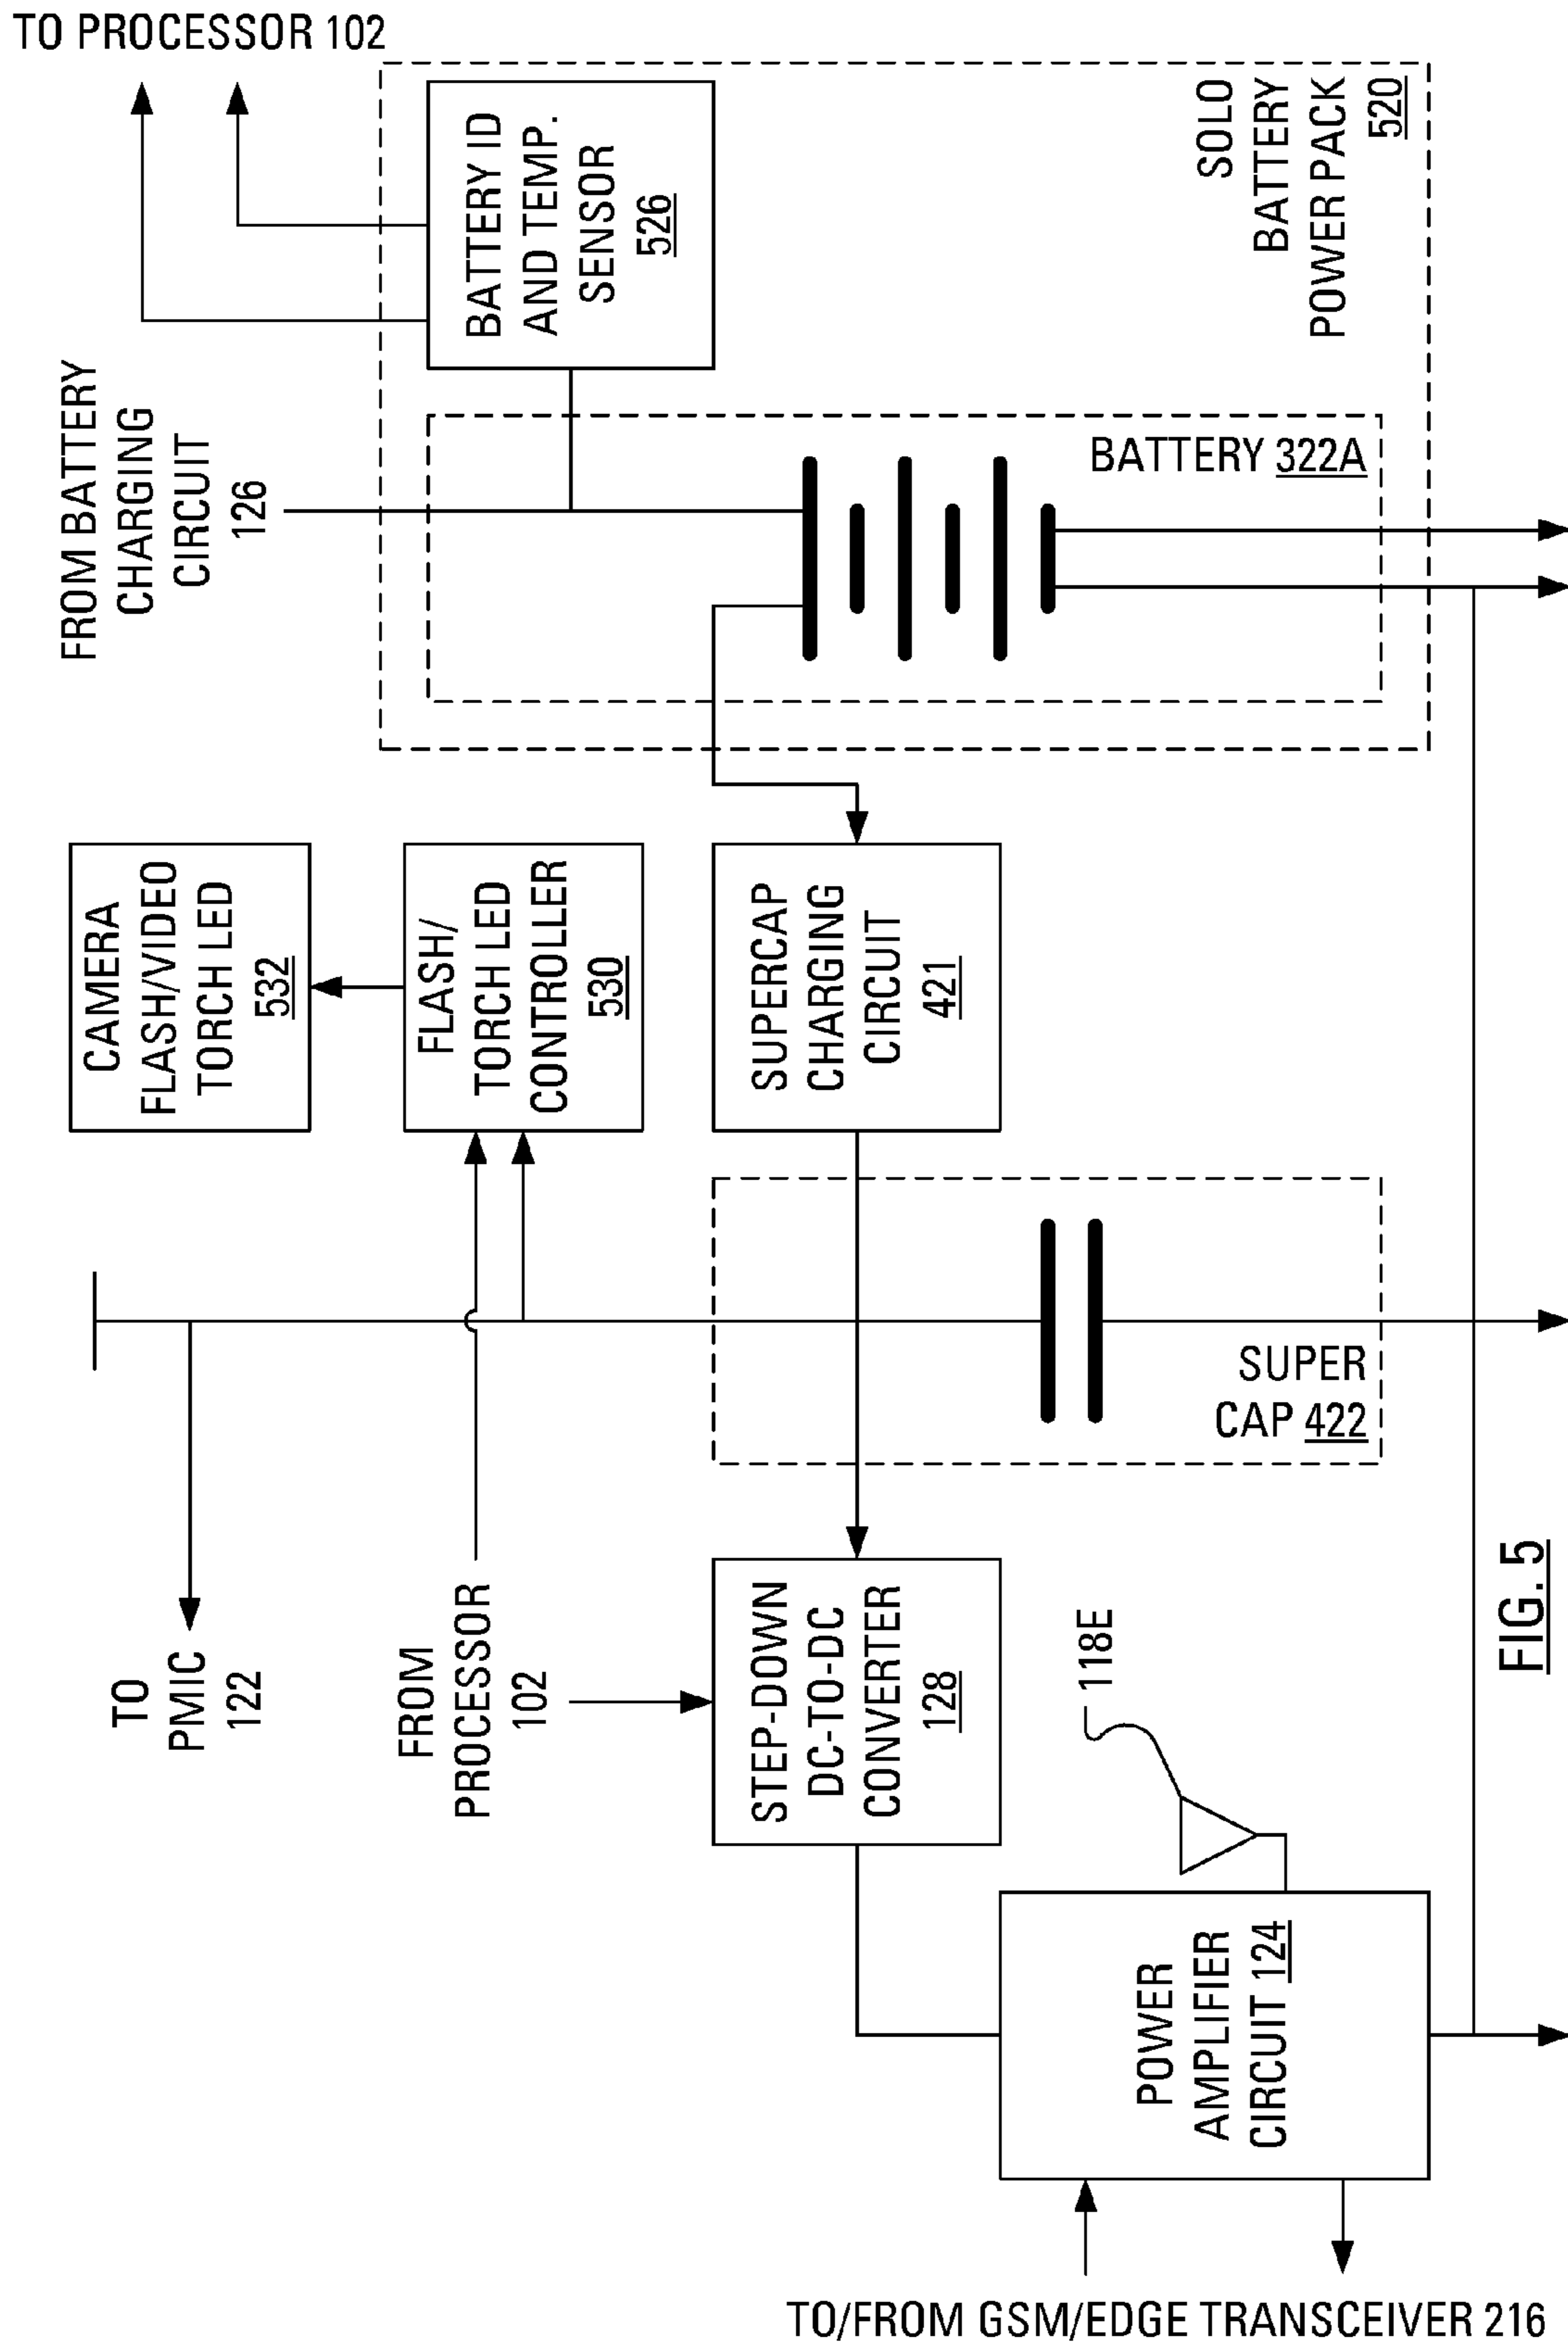 TO PROCESSOR 102
FROM BATTERY
CHARGING
CIRCUIT
126
BATTERY ID
AND TEMP.
SENSOR
526
SOLO
BATTERY
POWER PACK
520
BATTERY 322A
CAMERA
FLASH/VIDEO
TORCH LED
532
FLASH/
TORCH LED
CONTROLLER
530
SUPERCAP
CHARGING
CIRCUIT
421
SUPER
CAP 422
TO
PMIC
122
FROM
PROCESSOR
102
STEP-DOWN
DC-TO-DC
CONVERTER
128
118E
POWER
AMPLIFIER
CIRCUIT 124
TO/FROM GSM/EDGE TRANSCEIVER 216
FIG. 5